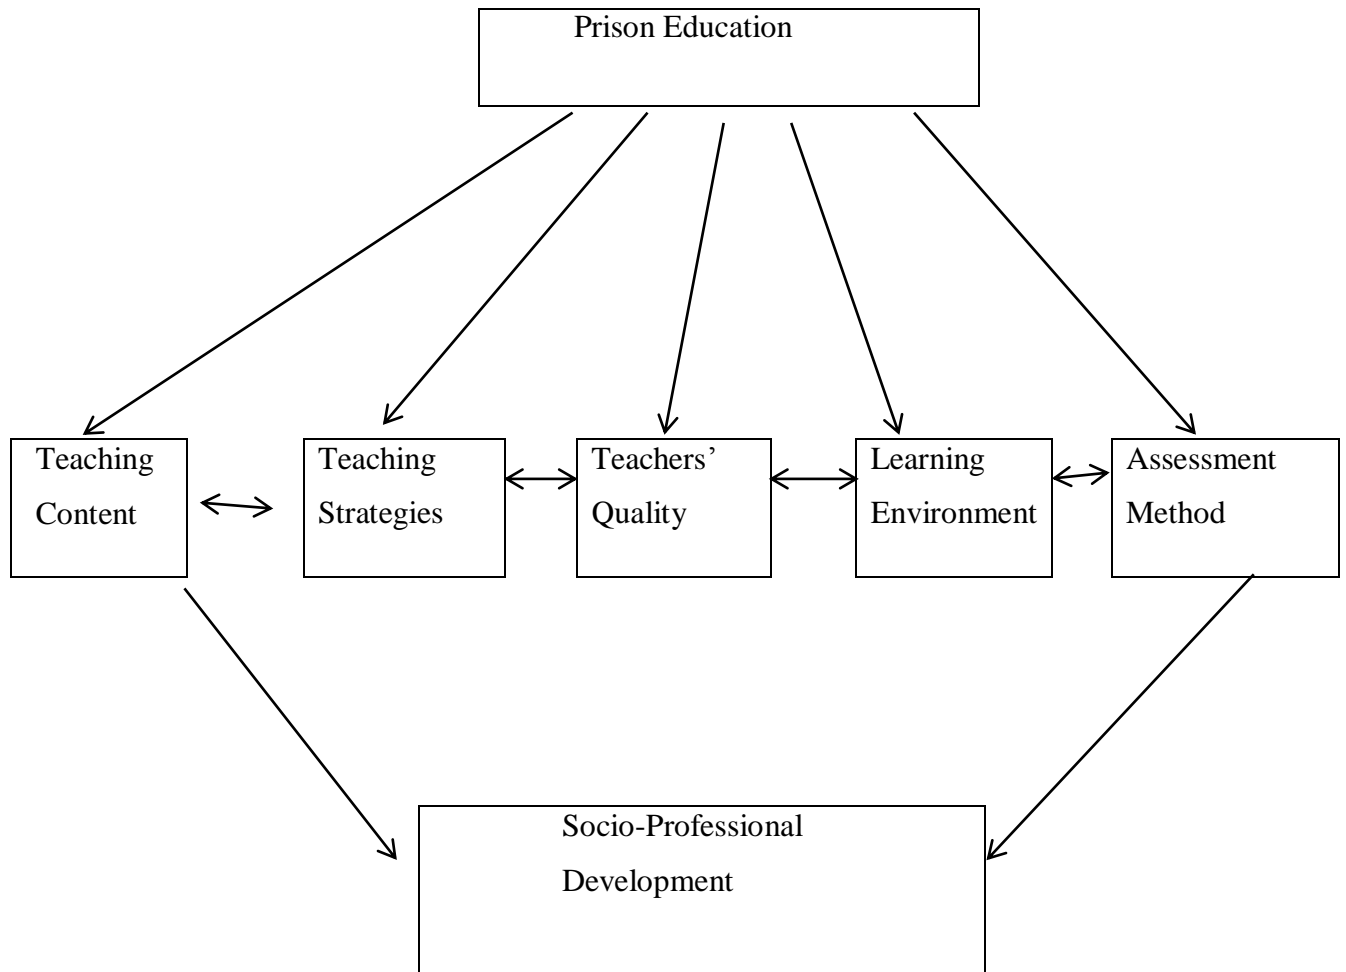 Prison Education
Teaching
Content
Teaching
Strategies
Teachers’
Quality
Learning
Environment
Assessment
Method
Socio-Professional
Development